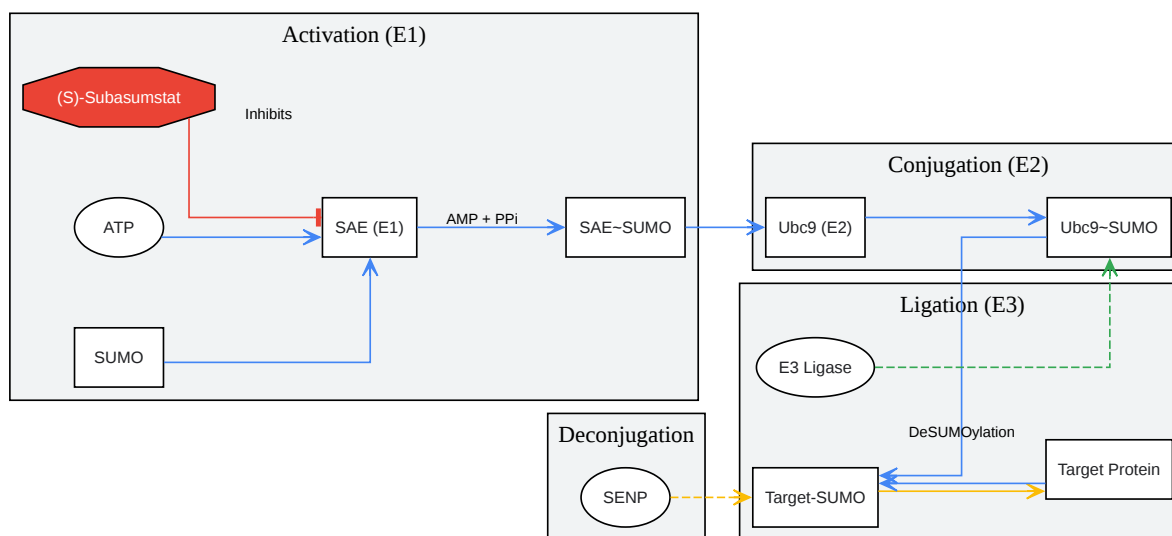 Activation (E1)
(S)-Subasumstat
Inhibits
ATP
SAE (E1)
AMP + PPi
SAE~SUMO
SUMO
Conjugation (E2)
Ubc9 (E2)
Ubc9~SUMO
Ligation (E3)
E3 Ligase
DeSUMOylation
Target Protein
Target-SUMO
Deconjugation
SENP